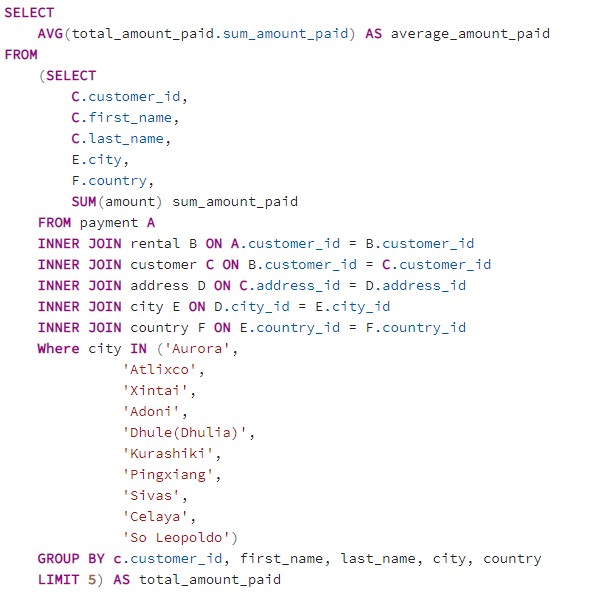 SELECT
AVG(total_amount_paid.sum_amount_paid) AS average_amount_paid
FROM
(SELECT
C.customer_id,
C.first_name,
C.last_name,
E.city,
F.country,
SUM(amount) sum_amount_paid
FROM payment A
INNER JOIN rental B ON A.customer_id = B.customer_id
INNER JOIN customer C ON B.customer_id = C.customer_id
INNER JOIN address D ON C.address_id = D.address_id
INNER JOIN city E ON D.city_id = E.city_id
INNER JOIN country F ON E.country_id = F.country_id
Where city IN ('Aurora',
'Atlixco',
'Xintai',
'Adoni',
'Dhule(Dhulia)',
'Kurashiki',
'Pingxiang',
'Sivas',
'Celaya',
'So Leopoldo')
GROUP BY c.customer_id, first_name, last_name, city, country
LIMIT 5) AS total_amount_paid